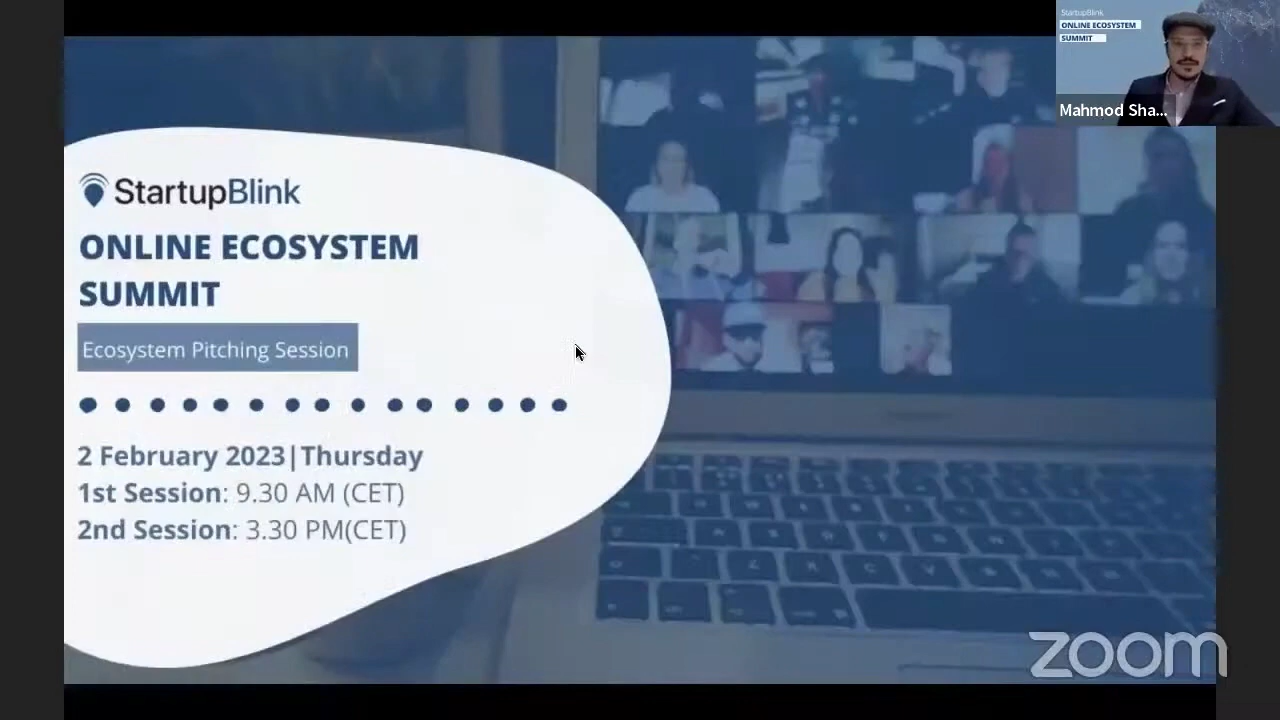 StartupBlink
ONLINE ECOSYSTEM
SUMMIT
Mahmod Sha...
StartupBlink
ONLINE ECOSYSTEM
SUMMIT
Ecosystem Pitching Session
2 February 2023|Thursday
1st Session: 9.30 AM (CET)
2nd Session: 3.30 PM(CET)
zoom